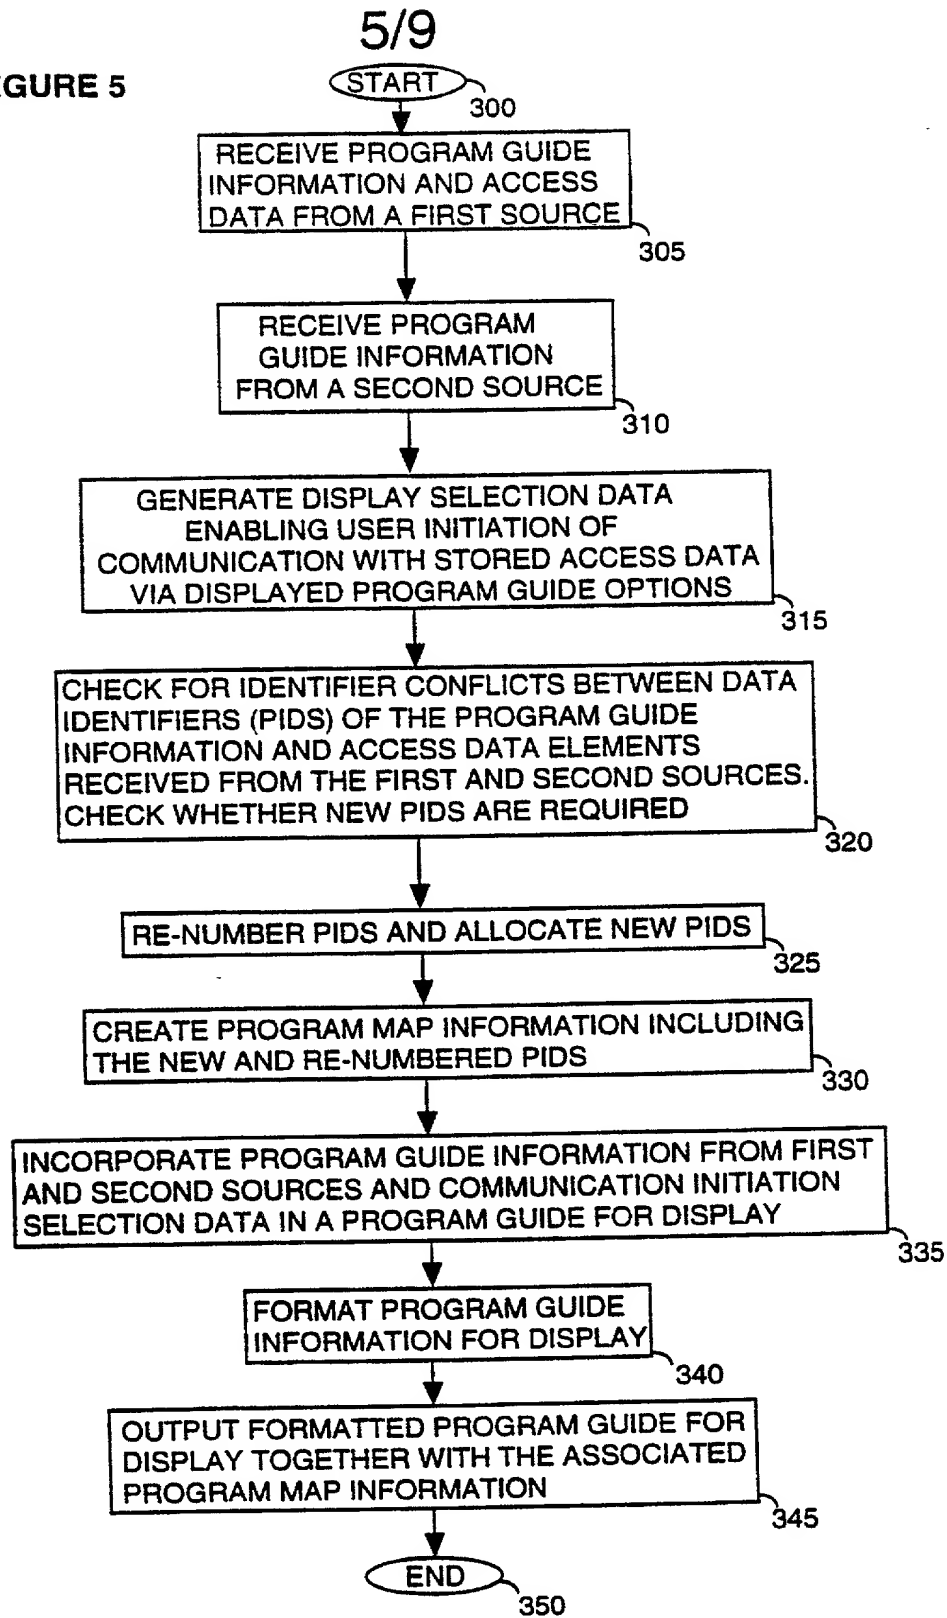 5/9
GURE 5
START
300
RECEIVE PROGRAM GUIDE
INFORMATION AND ACCESS
DATA FROM A FIRST SOURCE
305
RECEIVE PROGRAM
GUIDE INFORMATION
FROM A SECOND SOURCE
310
GENERATE DISPLAY SELECTION DATA
ENABLING USER INITIATION OF
COMMUNICATION WITH STORED ACCESS DATA
VIA DISPLAYED PROGRAM GUIDE OPTIONS
315
CHECK FOR IDENTIFIER CONFLICTS BETWEEN DATA
IDENTIFIERS (PIDS) OF THE PROGRAM GUIDE
INFORMATION AND ACCESS DATA ELEMENTS
RECEIVED FROM THE FIRST AND SECOND SOURCES.
CHECK WHETHER NEW PIDS ARE REQUIRED
320
RE-NUMBER PIDS AND ALLOCATE NEW PIDS
325
CREATE PROGRAM MAP INFORMATION INCLUDING
THE NEW AND RE-NUMBERED PIDS
330
INCORPORATE PROGRAM GUIDE INFORMATION FROM FIRST
AND SECOND SOURCES AND COMMUNICATION INITIATION
SELECTION DATA IN A PROGRAM GUIDE FOR DISPLAY
335
FORMAT PROGRAM GUIDE
INFORMATION FOR DISPLAY
340
OUTPUT FORMATTED PROGRAM GUIDE FOR
DISPLAY TOGETHER WITH THE ASSOCIATED
PROGRAM MAP INFORMATION
345
END
350